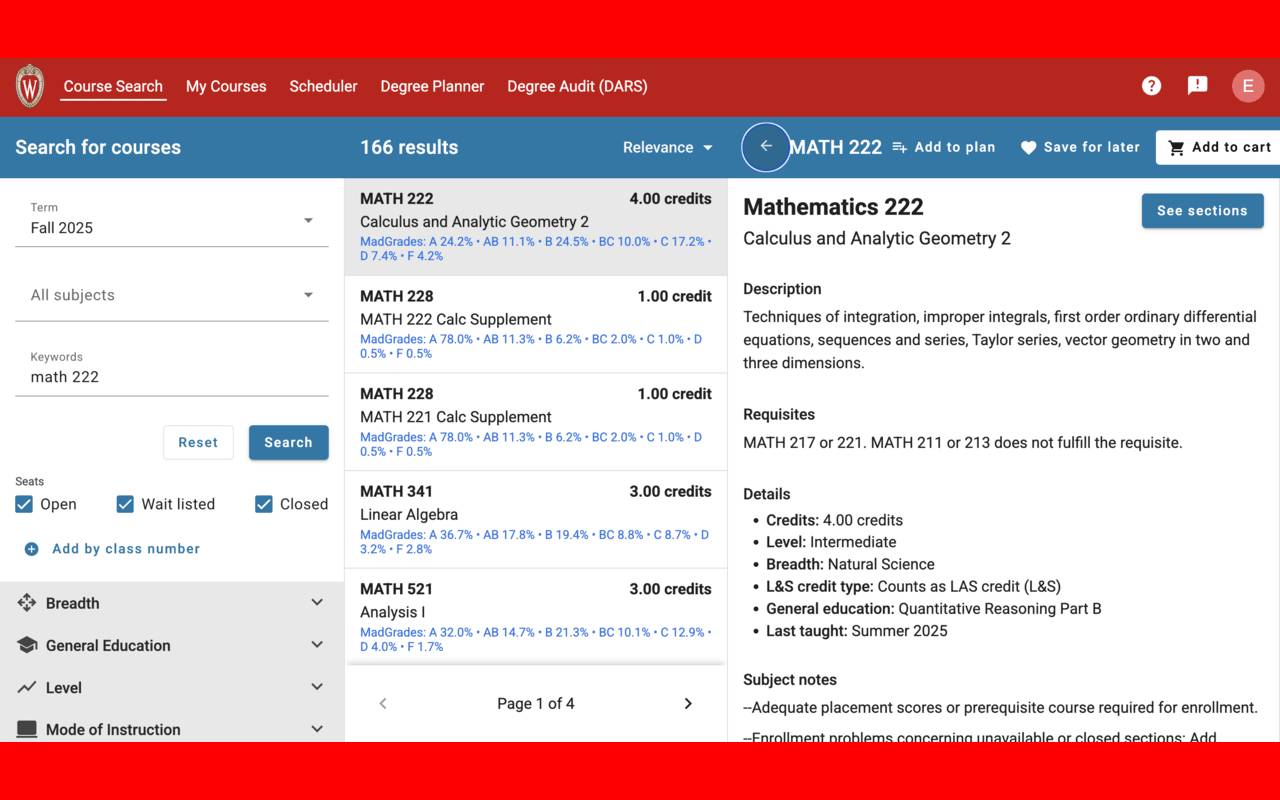 W
Course Search
My Courses
Scheduler
Degree Planner
Degree Audit (DARS)
E
Search for courses
166 results
Relevance
MATH 222
Add to plan
Save for later
Add to cart
Term
Fall 2025
All subjects
Keywords
math 222
Reset
Search
Seats
Open
Wait listed
Closed
Add by class number
Breadth
General Education
Level
Mode of Instruction
MATH 222 4.00 credits
Calculus and Analytic Geometry 2
MadGrades: A 24.2% • AB 11.1% • B 24.5% • BC 10.0% • C 17.2% •
D 7.4% • F 4.2%
MATH 228 1.00 credit
MATH 222 Calc Supplement
MadGrades: A 78.0% • AB 11.3% • B 6.2% • BC 2.0% • C 1.0% • D
0.5% • F 0.5%
MATH 228 1.00 credit
MATH 221 Calc Supplement
MadGrades: A 78.0% • AB 11.3% • B 6.2% • BC 2.0% • C 1.0% • D
0.5% • F 0.5%
MATH 341 3.00 credits
Linear Algebra
MadGrades: A 36.7% • AB 17.8% • B 19.4% • BC 8.8% • C 8.7% • D
3.2% • F 2.8%
MATH 521 3.00 credits
Analysis I
MadGrades: A 32.0% • AB 14.7% • B 21.3% • BC 10.1% • C 12.9% •
D 4.0% • F 1.7%
Page 1 of 4
Mathematics 222
See sections
Calculus and Analytic Geometry 2
Description
Techniques of integration, improper integrals, first order ordinary differential
equations, sequences and series, Taylor series, vector geometry in two and
three dimensions.
Requisites
MATH 217 or 221. MATH 211 or 213 does not fulfill the requisite.
Details
• Credits: 4.00 credits
• Level: Intermediate
• Breadth: Natural Science
• L&S credit type: Counts as LAS credit (L&S)
• General education: Quantitative Reasoning Part B
• Last taught: Summer 2025
Subject notes
--Adequate placement scores or prerequisite course required for enrollment.
--Enrollment problems concerning unavailable or closed sections: Add